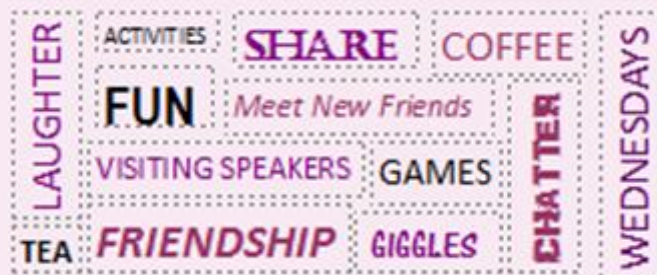 LAUGHTER
ACTIVITIES
SHARE
COFFEE
WEDNESDAYS
FUN
Meet New Friends
CHATTER
VISITING SPEAKERS
GAMES
TEA
FRIENDSHIP
GIGGLES